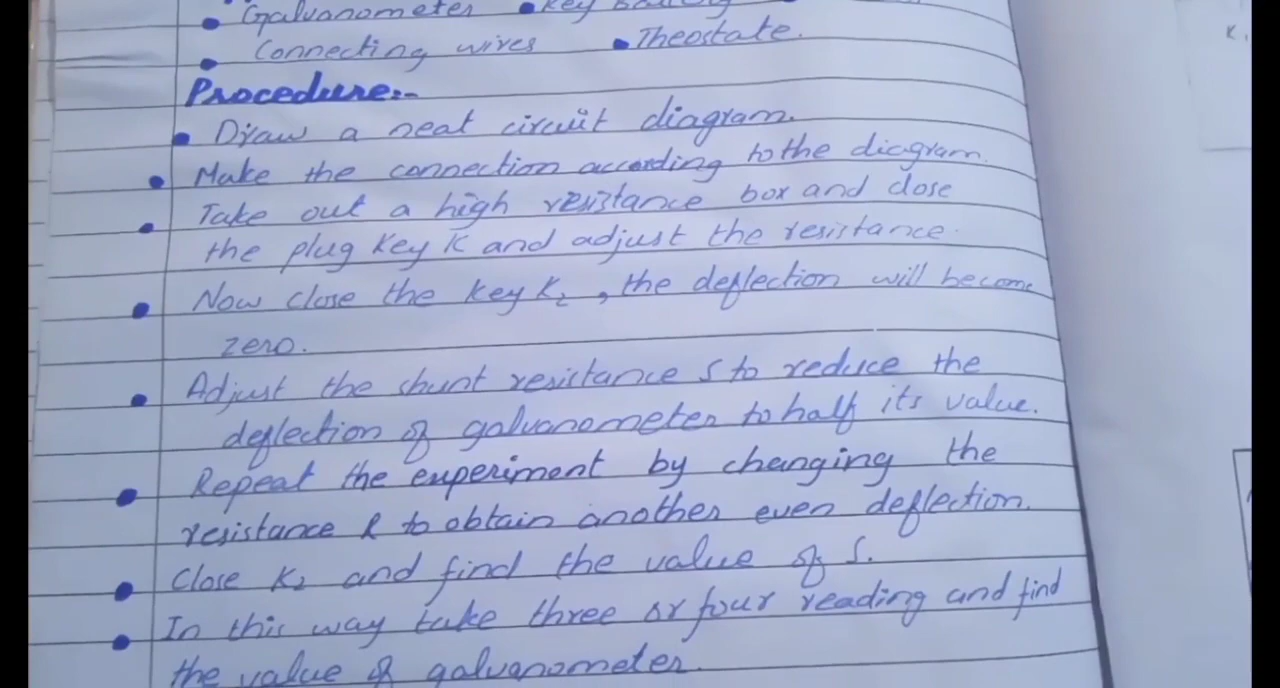 • Galvanometer • Key
• Connecting wires • Theostate.
Procedure:-
• Draw a neat circuit diagram.
• Make the connection according to the diagram.
• Take out a high resistance box and close
the plug key K and adjust the resistance.
• Now close the key K₂, the deflection will become
zero.
• Adjust the shunt resistance S to reduce the
deflection of galvanometer to half its value.
• Repeat the experiment by changing the
resistance R to obtain another even deflection.
• Close K₂ and find the value of S.
• In this way take three or four reading and find
the value of galvanometer.
K₁